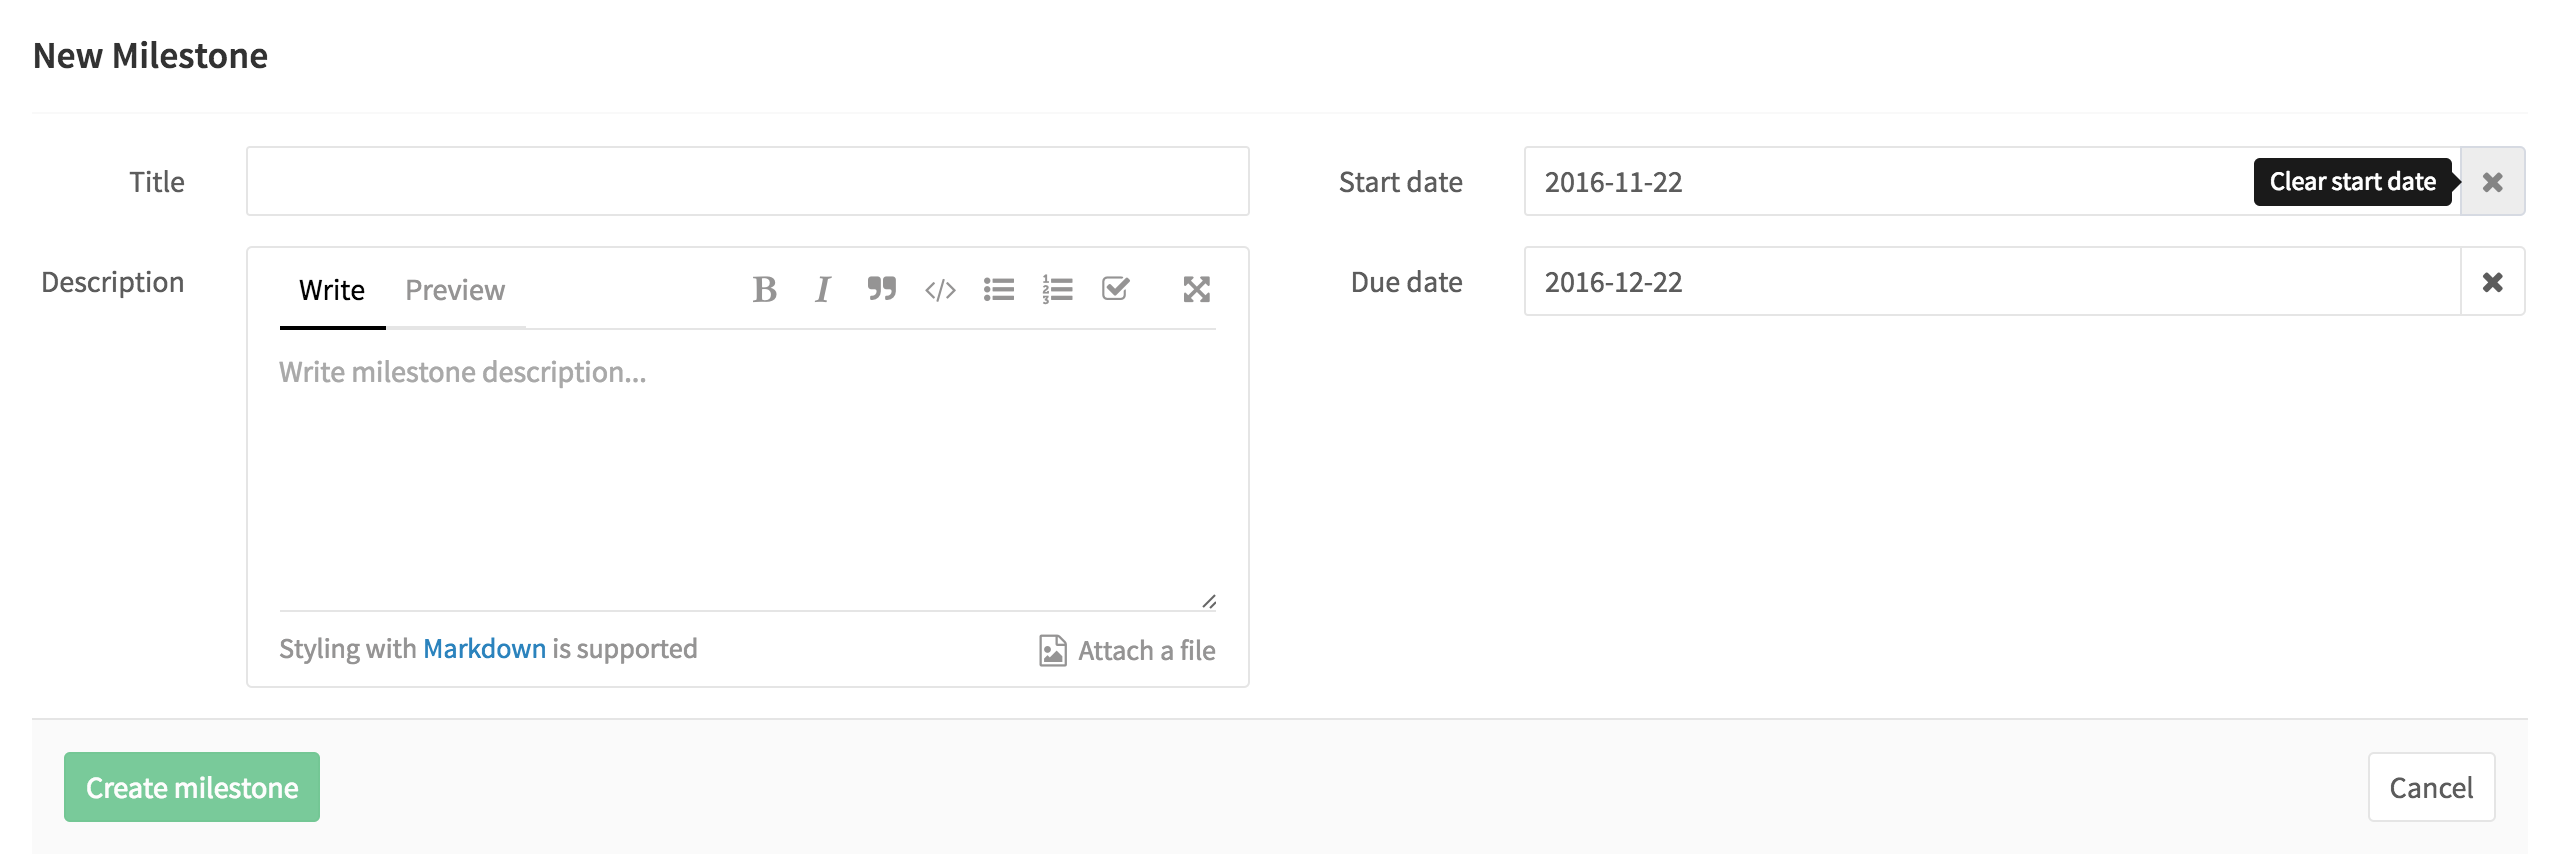 New Milestone
Title
Start date
2016-11-22
Clear start date
Description
Write
Preview
Due date
2016-12-22
Write milestone description...
Styling with Markdown is supported
Attach a file
Create milestone
Cancel